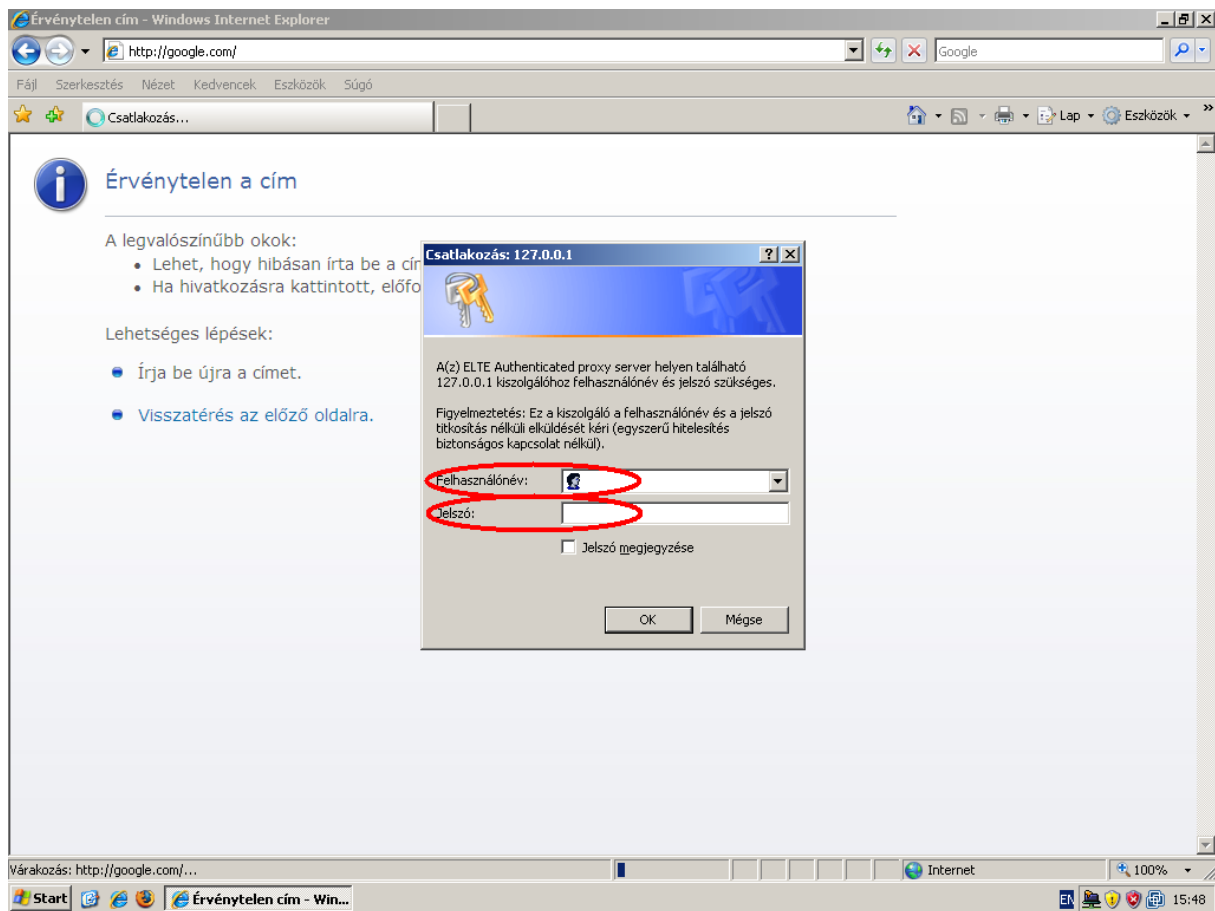 Érvénytelen cím - Windows Internet Explorer
http://google.com/
Google
Fájl Szerkesztés Nézet Kedvencek Eszközök Súgó
Csatlakozás...
Lap Eszközök »
Érvénytelen a cím
A legvalószínűbb okok:
Lehet, hogy hibásan írta be a cír
Ha hivatkozásra kattintott, előfo
Lehetséges lépések:
Írja be újra a címet.
Visszatérés az előző oldalra.
Csatlakozás: 127.0.0.1
A(z) ELTE Authenticated proxy server helyen található
127.0.0.1 kiszolgálóhoz felhasználónév és jelszó szükséges.
Figyelmeztetés: Ez a kiszolgáló a felhasználónév és a jelszó
titkosítás nélküli elküldését kéri (egyszerű hitelesítés
biztonságos kapcsolat nélkül).
Felhasználónév:
Jelszó:
Jelszó megjegyzése
OK Mégse
Várakozás: http://google.com/...
Internet
100%
Start
Érvénytelen cím - Win...
EN
15:48